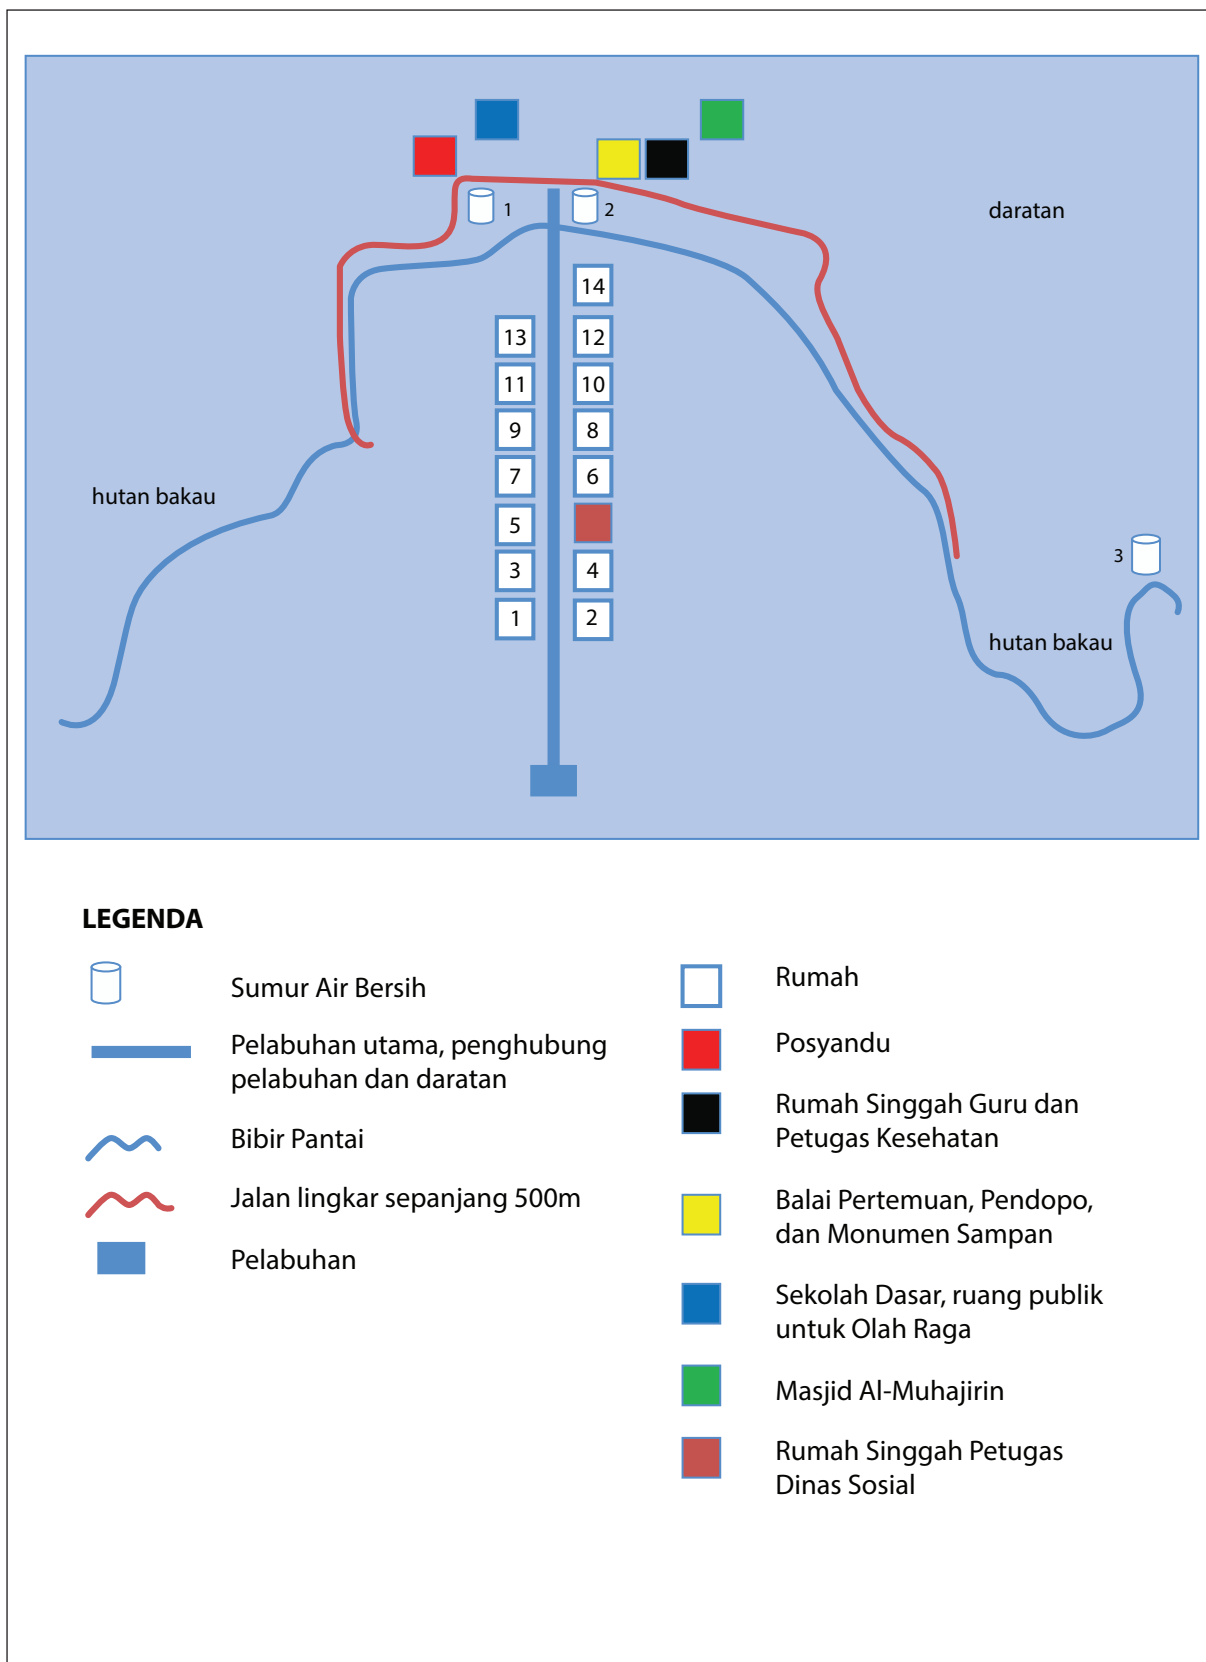 1
2
daratan
14
13
12
11
10
9
8
7
6
hutan bakau
5
3
4
3
1
2
hutan bakau
LEGENDA
Sumur Air Bersih
Pelabuhan utama, penghubung
pelabuhan dan daratan
Bibir Pantai
Jalan lingkar sepanjang 500m
Pelabuhan
Rumah
Posyandu
Rumah Singgah Guru dan
Petugas Kesehatan
Balai Pertemuan, Pendopo,
dan Monumen Sampan
Sekolah Dasar, ruang publik
untuk Olah Raga
Masjid Al-Muhajirin
Rumah Singgah Petugas
Dinas Sosial